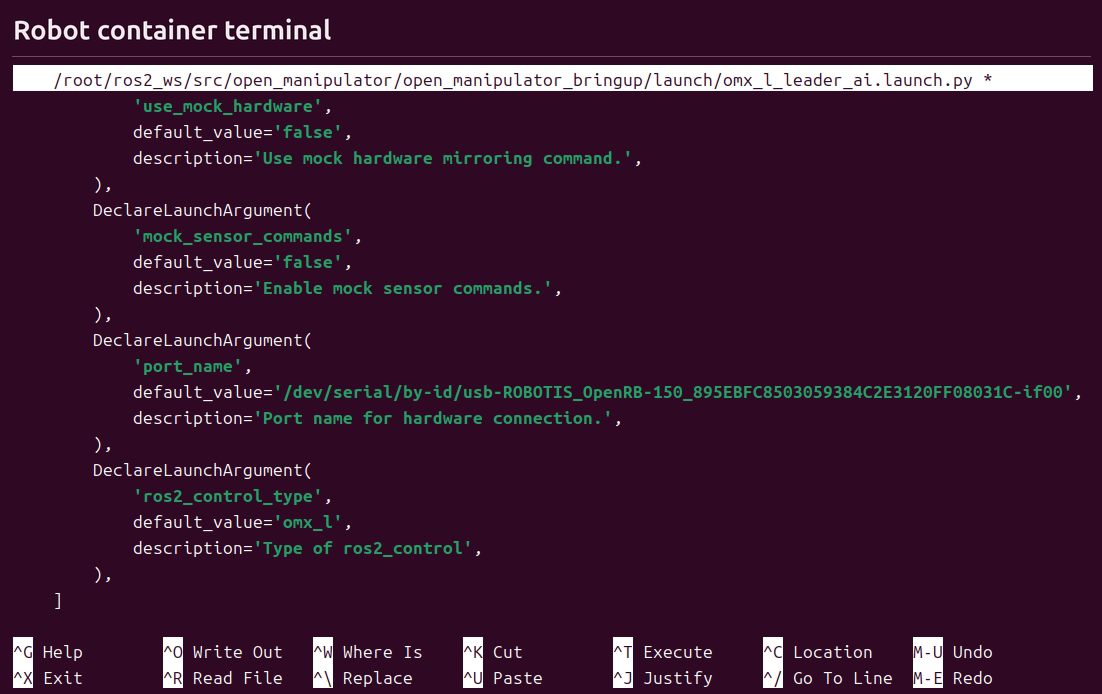 Robot container terminal
/root/ros2_ws/src/open_manipulator/open_manipulator_bringup/launch/omx_l_leader_ai.launch.py *
'use_mock_hardware',
default_value='false',
description='Use mock hardware mirroring command.',
),
DeclareLaunchArgument(
'mock_sensor_commands',
default_value='false',
description='Enable mock sensor commands.',
),
DeclareLaunchArgument(
'port_name',
default_value='/dev/serial/by-id/usb-ROBOTIS_OpenRB-150_895EBFC8503059384C2E3120FF08031C-if00',
description='Port name for hardware connection.',
),
DeclareLaunchArgument(
'ros2_control_type',
default_value='omx_l',
description='Type of ros2_control',
),
]
^G Help ^O Write Out ^W Where Is ^K Cut ^T Execute ^C Location M-U Undo
^X Exit ^R Read File ^\ Replace ^U Paste ^J Justify ^/ Go To Line M-E Redo